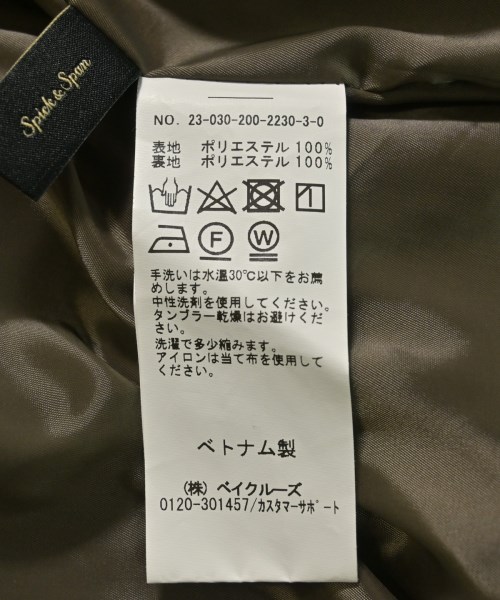 Spick & Span
NO. 23-030-200-2230-3-0
表地 ポリエステル 100%
裏地 ポリエステル 100%
F W
手洗いは水温30℃以下をお薦
めします。
中性洗剤を使用してください。
タンブラー乾燥はお避けくだ
さい。
洗濯で多少縮みます。
アイロンは当て布を使用して
ください。
ベトナム製
(株) ベイクルーズ
0120-301457/カスタマーサポート